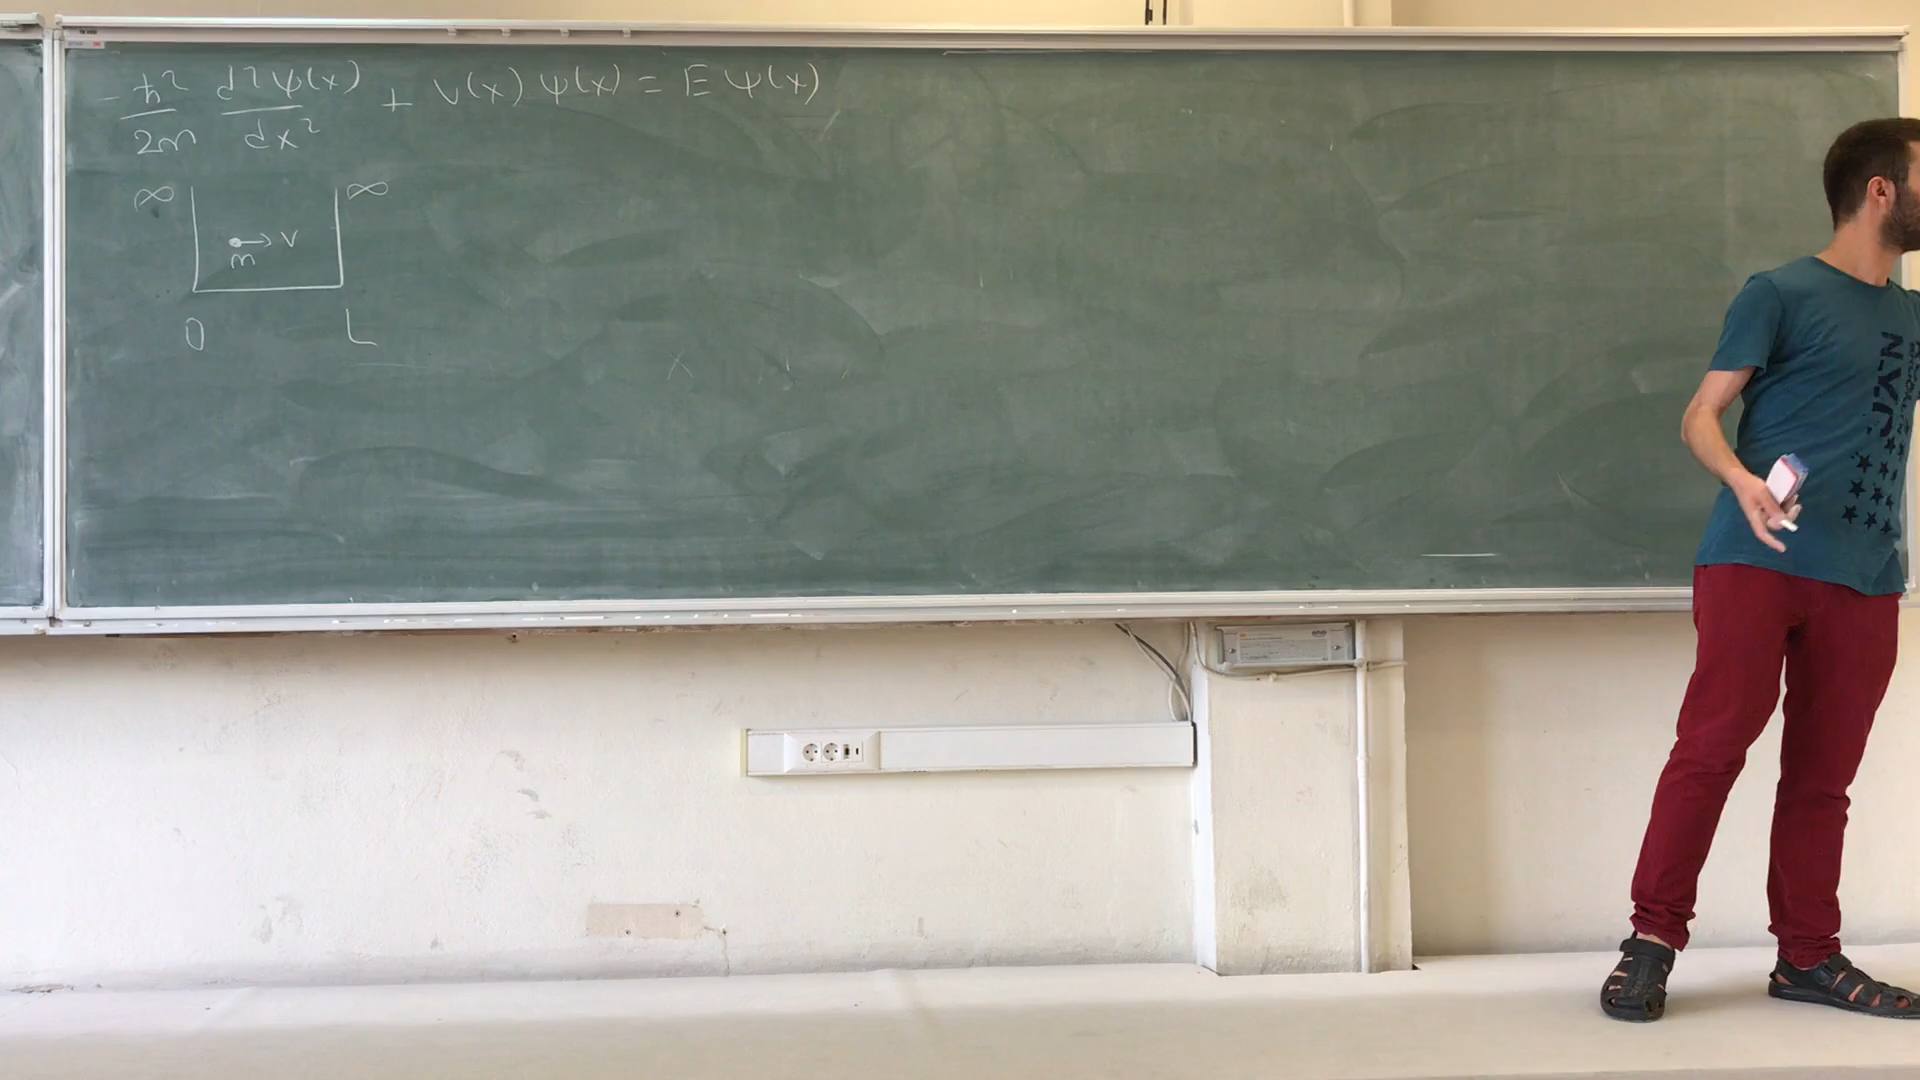 -ħ²/2m d²ψ(x)/dx² + V(x) ψ(x) = E ψ(x)
∞ ∞
v
m
0 L
x